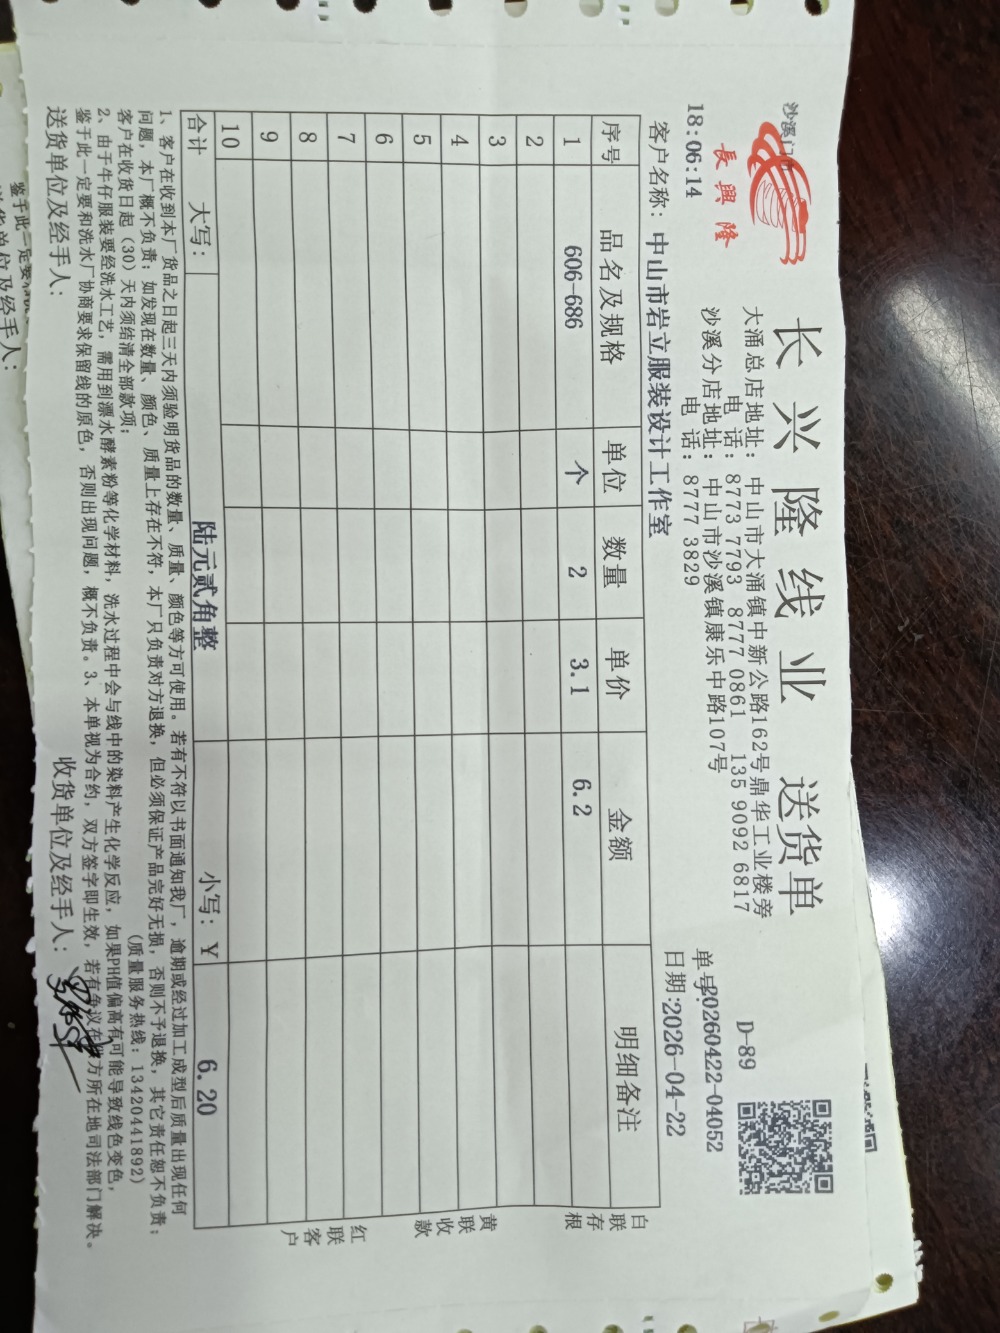 沙溪门市
長興隆
18:06:14
长兴隆线业 送货单
大涌总店地址: 中山市大涌镇中新公路162号鼎华工业楼旁
电 话: 8773 7793 8777 0861 135 9092 6817
沙溪分店地址: 中山市沙溪镇康乐中路107号
电 话: 8777 3829
D-89
单号:20260422-04052
客户名称: 中山市岩立服装设计工作室
日期:2026-04-22
序号 品名及规格 单位 数量 单价 金额 明细备注
1 606-686 个 2 3.1 6.2
2
3
4
5
6
7
8
9
10
合计 大写: 陆元贰角整 小写: Y 6.20
白联存根
黄联收款
红联客户
1、客户在收到本厂货品之日起三天内须验明货品的数量、质量、颜色等方可使用。若有不符以书面通知我厂,逾期或经过加工成型后质量出现任何
问题,本厂概不负责;如发现在数量、颜色、质量上存在不符,本厂只负责对方退换,但必须保证产品完好无损,否则不予退换,其它责任恕不负责;
客户在收货日起(30)天内须结清全部款项; (质量服务热线:13420441892)
2、由于牛仔服装要经洗水工艺,需用到漂水酵素粉等化学材料,洗水过程中会与线中的染料产生化学反应,如果PH值偏高有可能导致线色变色,
鉴于此一定要和洗水厂协商要求保留线的原色,否则出现问题,概不负责。3、本单视为合约,双方签字即生效,若有争议在供方所在地司法部门解决。
送货单位及经手人: 收货单位及经手人: